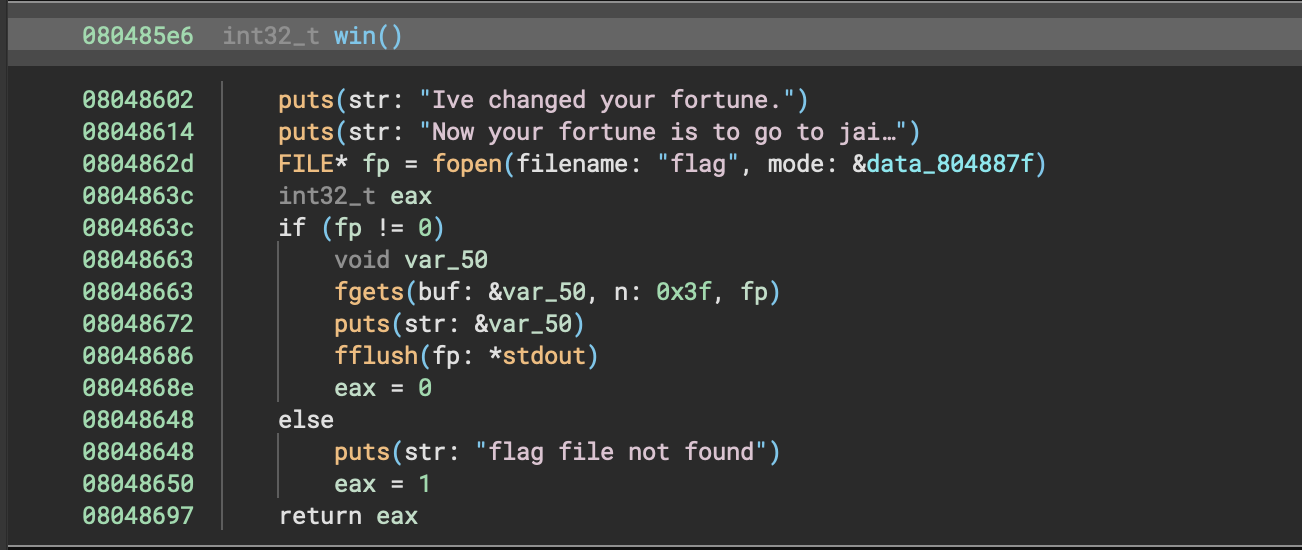 080485e6  int32_t win()
08048602      puts(str: "Ive changed your fortune.")
08048614      puts(str: "Now your fortune is to go to jai…")
0804862d      FILE* fp = fopen(filename: "flag", mode: &data_804887f)
0804863c      int32_t eax
0804863c      if (fp != 0)
08048663          void var_50
08048663          fgets(buf: &var_50, n: 0x3f, fp)
08048672          puts(str: &var_50)
08048686          fflush(fp: *stdout)
0804868e          eax = 0
08048648      else
08048648          puts(str: "flag file not found")
08048650          eax = 1
08048697      return eax